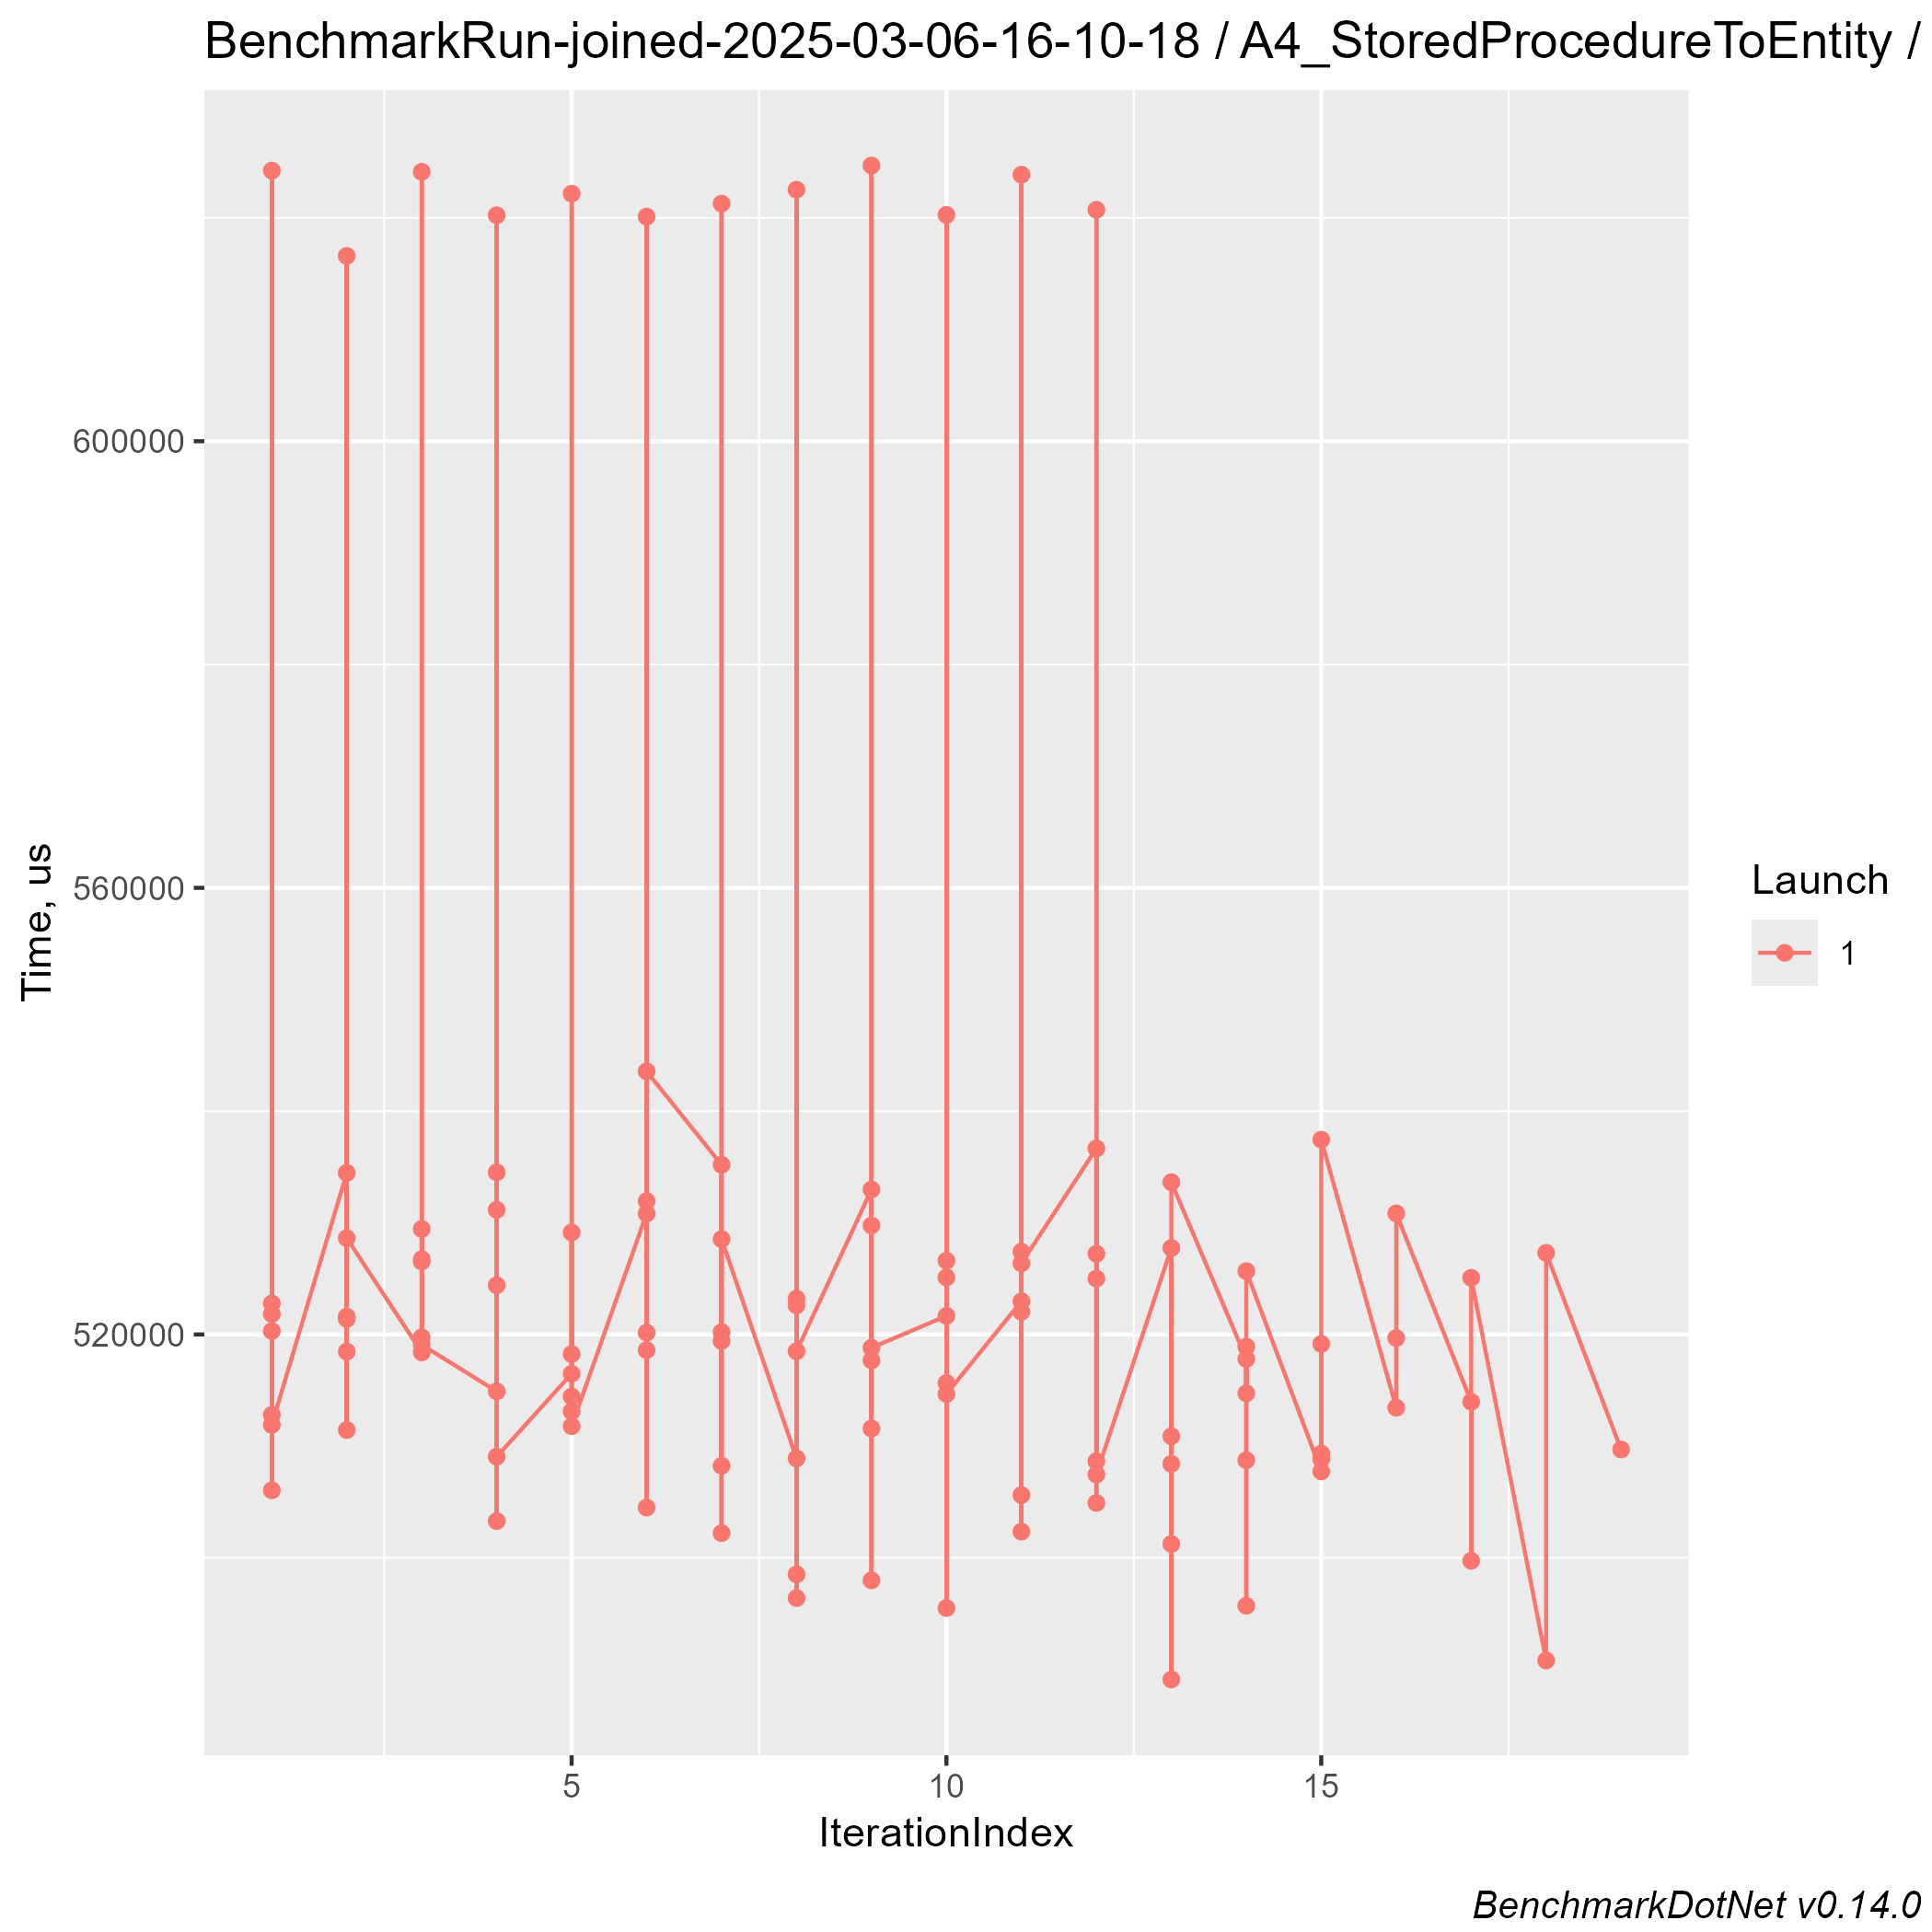 BenchmarkRun-joined-2025-03-06-16-10-18 / A4_StoredProcedureToEntity /
Time, us
600000
560000
520000
5
10
15
IterationIndex
Launch
1
BenchmarkDotNet v0.14.0